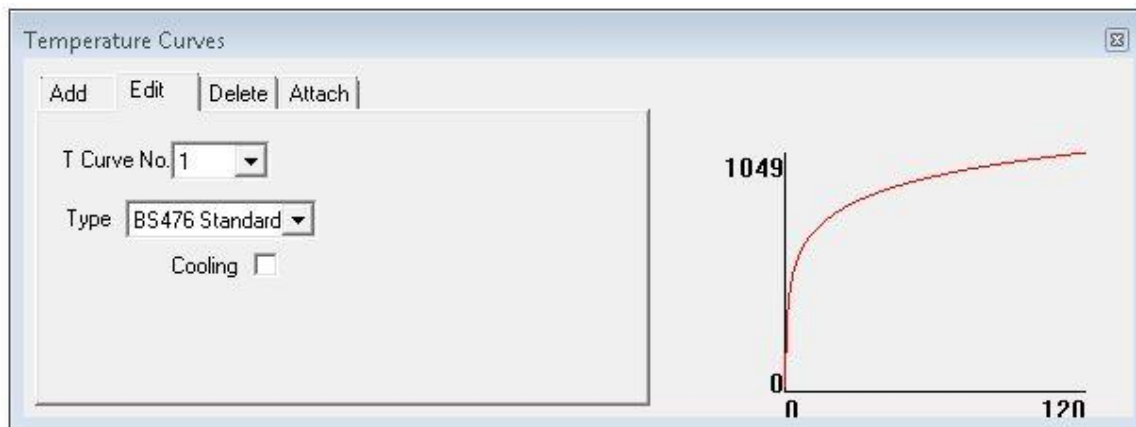 Temperature Curves
Add Edit Delete Attach
T Curve No. 1
Type BS476 Standard
Cooling
1049
0
0 120